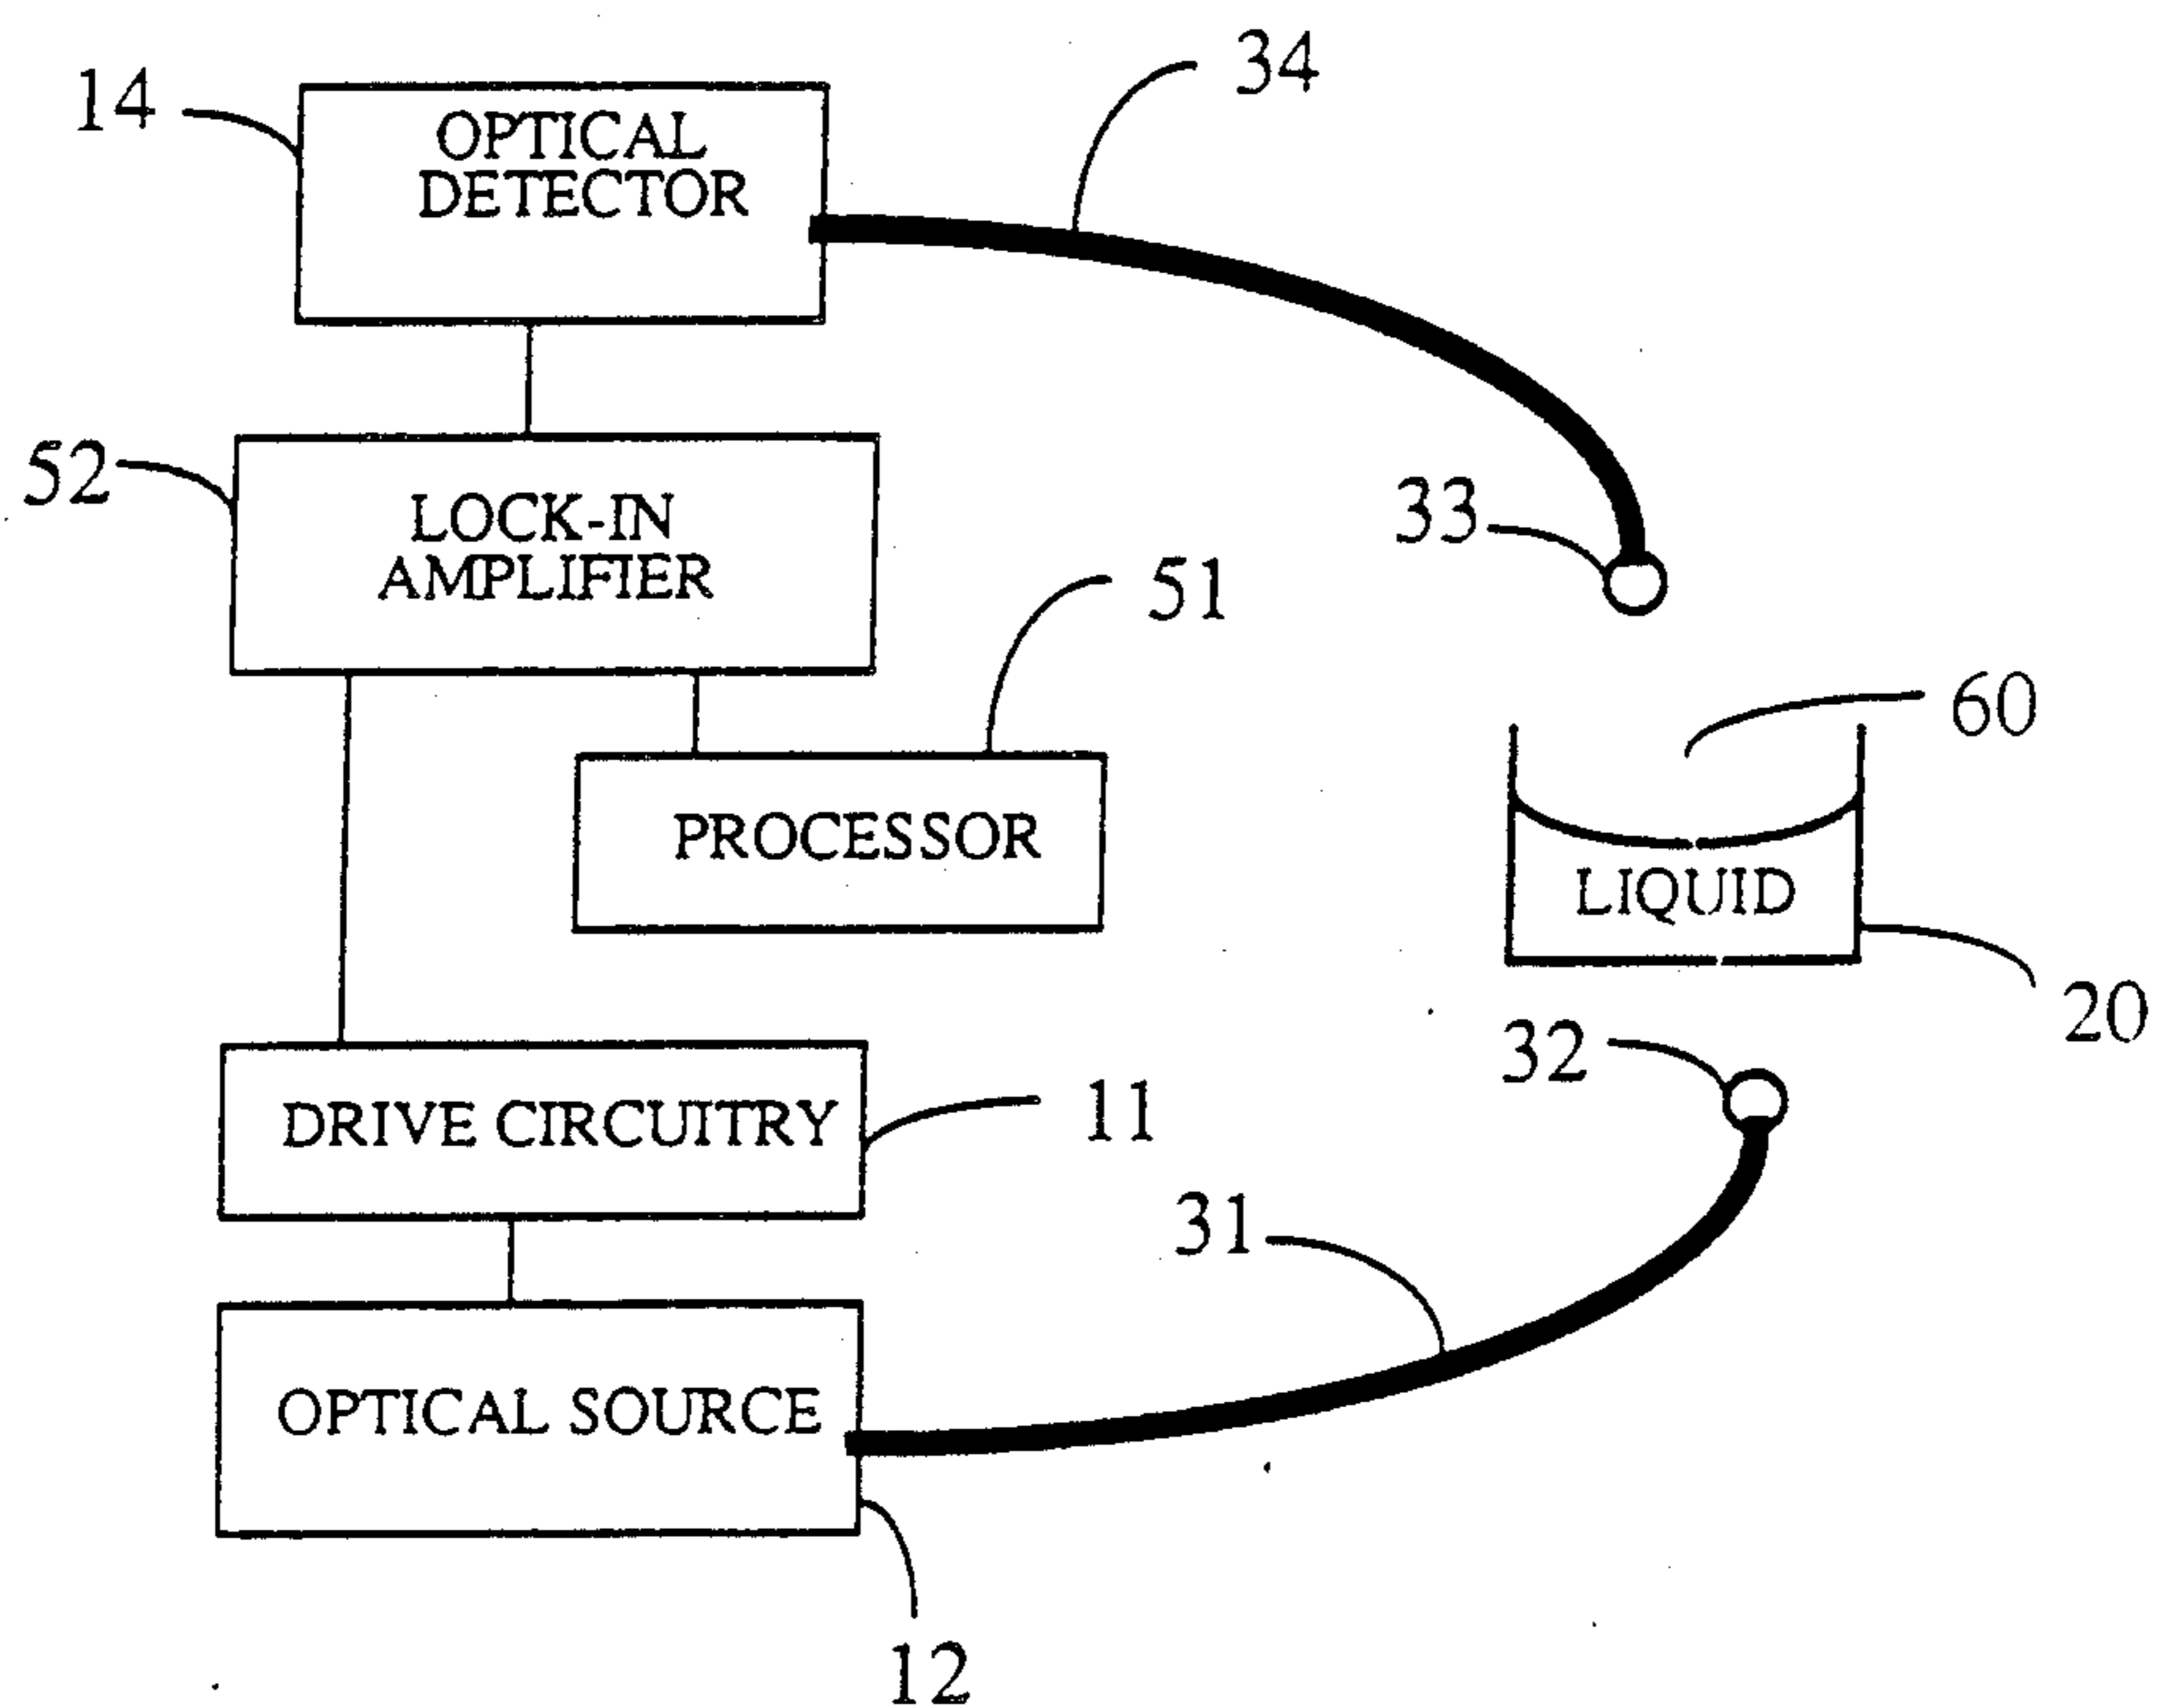 34
14
OPTICAL
DETECTOR
52
LOCK-IN
AMPLIFIER
33
51
60
PROCESSOR
LIQUID
20
32
DRIVE CIRCUITRY
11
31
OPTICAL SOURCE
12